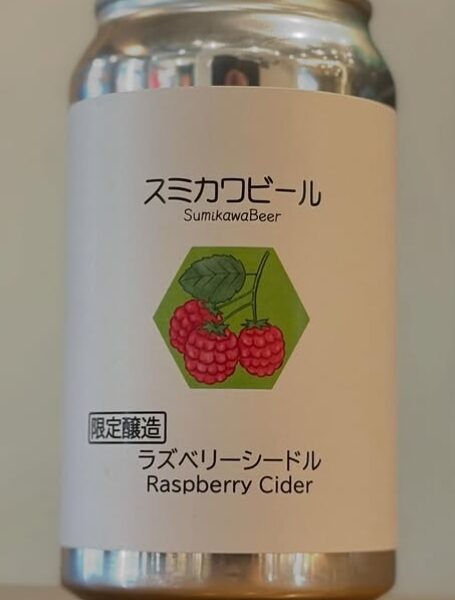 スミカワビール
SumikawaBeer
限定醸造
ラズベリーシードル
Raspberry Cider